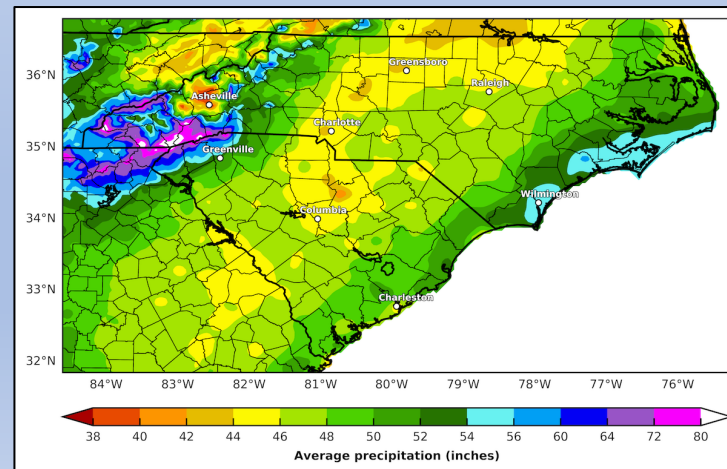 36°N
35°N
34°N
33°N
32°N
Greensboro
Raleigh
Asheville
Charlotte
Greenville
Wilmington
Columbia
Charleston
84°W 83°W 82°W 81°W 80°W 79°W 78°W 77°W 76°W
38 40 42 44 46 48 50 52 54 56 60 64 72 80
Average precipitation (inches)